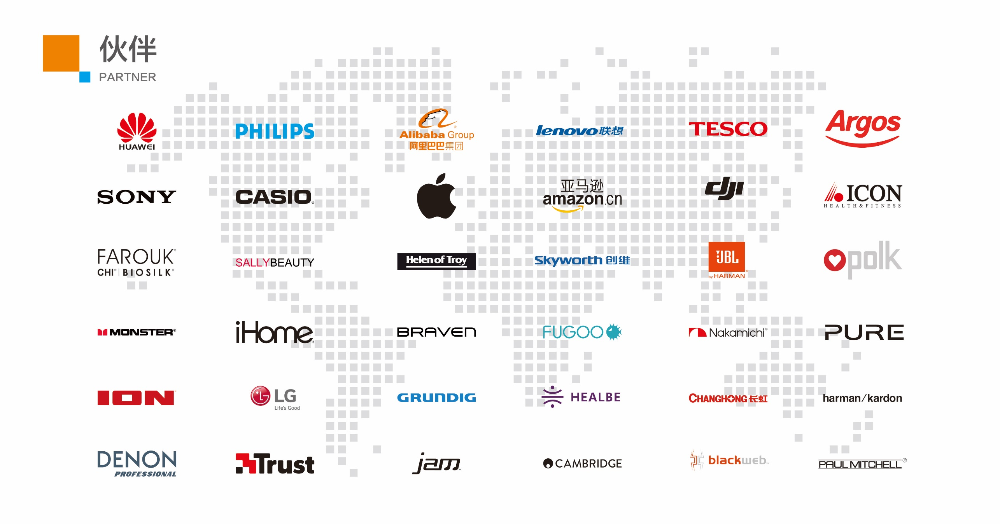 伙伴
PARTNER
HUAWEI
PHILIPS
Alibaba Group
阿里巴巴集团
lenovo联想
TESCO
Argos
SONY
CASIO®
亚马逊
amazon.cn
dji
ICON
HEALTH & FITNESS
FAROUK®
CHI® | BIOSILK®
SALLYBEAUTY
Helen of Troy
Skyworth 创维
JBL®
by HARMAN
polk
MONSTER®
iHome®
BRAVEN
FUGOO
Nakamichi®
PURE
ION
LG
Life's Good
GRUNDIG
HEALBE
CHANGHONG 长虹
harman/kardon
DENON
PROFESSIONAL
Trust
jam™
CAMBRIDGE
blackweb™
PAUL MITCHELL®